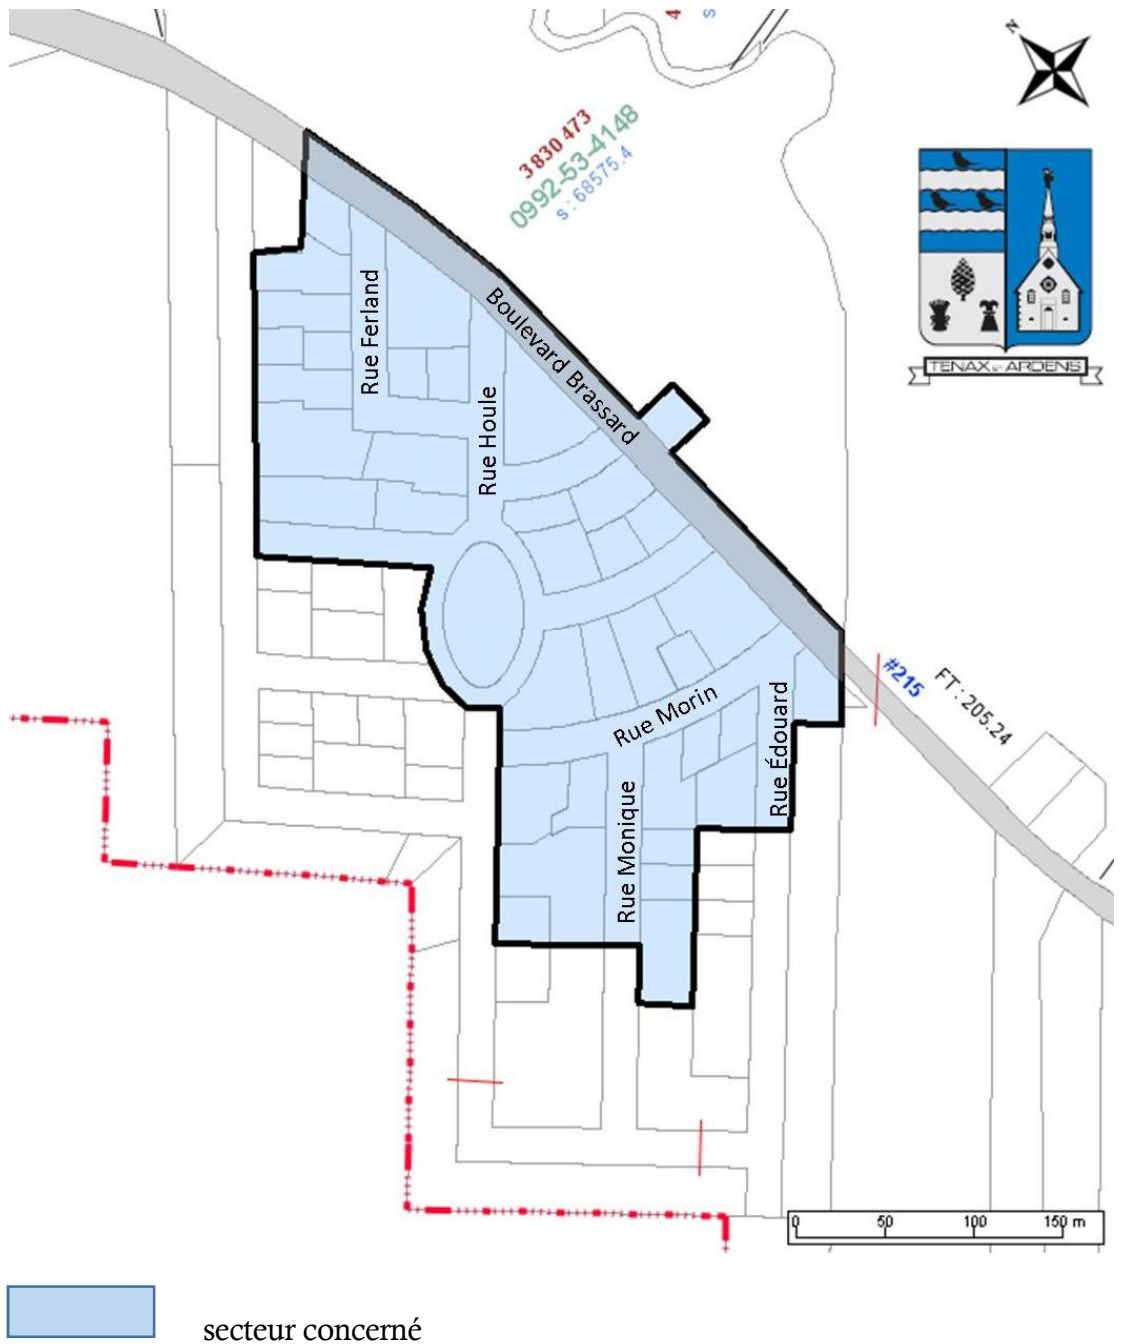 N
3830473
0992-53-4148
s : 68575.4
TENAX ET ARDENS
Rue Ferland
Boulevard Brassard
Rue Houle
#215
FT : 205.24
Rue Morin
Rue Édouard
Rue Monique
0 50 100 150 m
secteur concerné